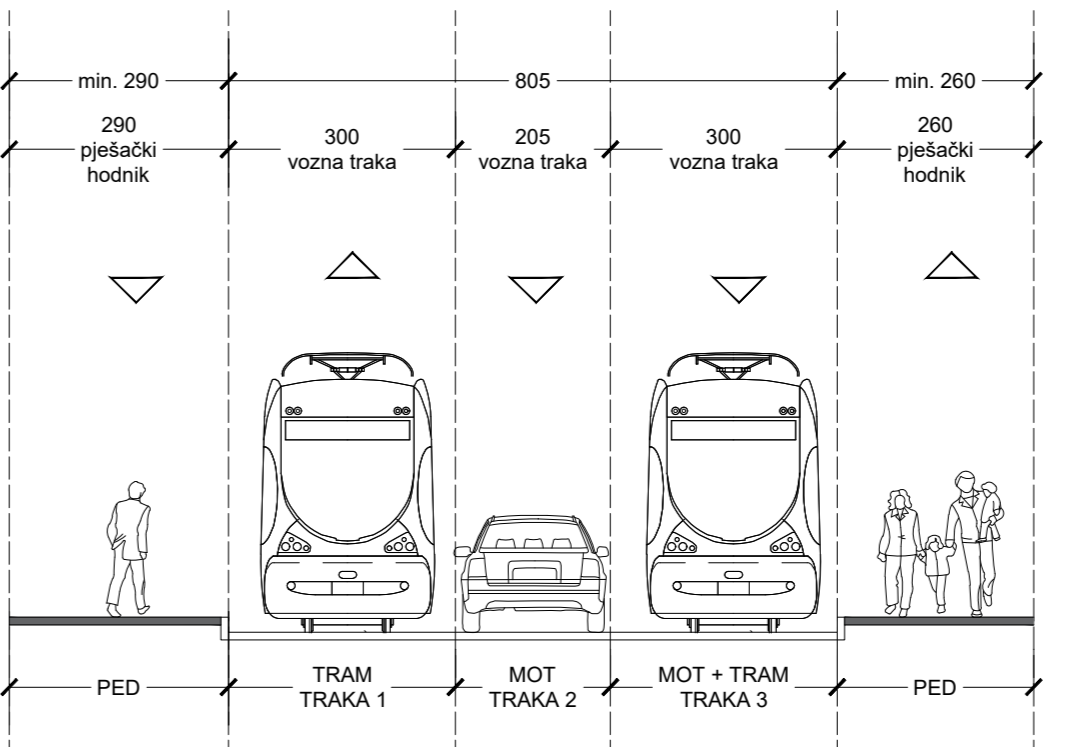 min. 290
805
min. 260
290
pješački
hodnik
300
vozna traka
205
vozna traka
300
vozna traka
260
pješački
hodnik
PED
TRAM
TRAKA 1
MOT
TRAKA 2
MOT + TRAM
TRAKA 3
PED